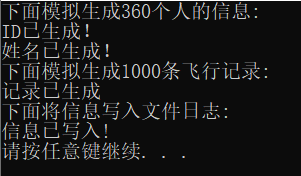 下面模拟生成360个人的信息:
ID已生成！
姓名已生成！
下面模拟生成1000条飞行记录:
记录已生成
下面将信息写入文件日志:
信息已写入!
请按任意键继续. . .